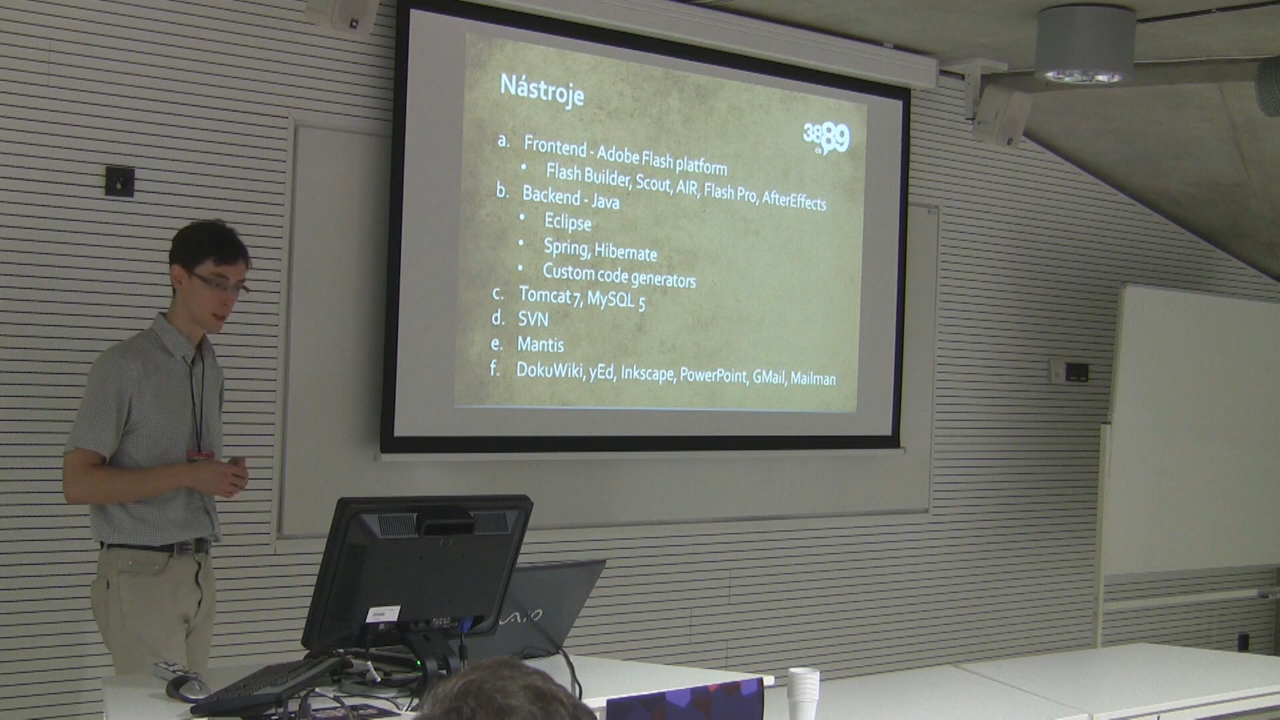 Nástroje
3889
a. Frontend - Adobe Flash platform
• Flash Builder, Scout, AIR, Flash Pro, AfterEffects
b. Backend - Java
• Eclipse
• Spring, Hibernate
• Custom code generators
c. Tomcat 7, MySQL 5
d. SVN
e. Mantis
f. DokuWiki, yEd, Inkscape, PowerPoint, GMail, Mailman
VAIO